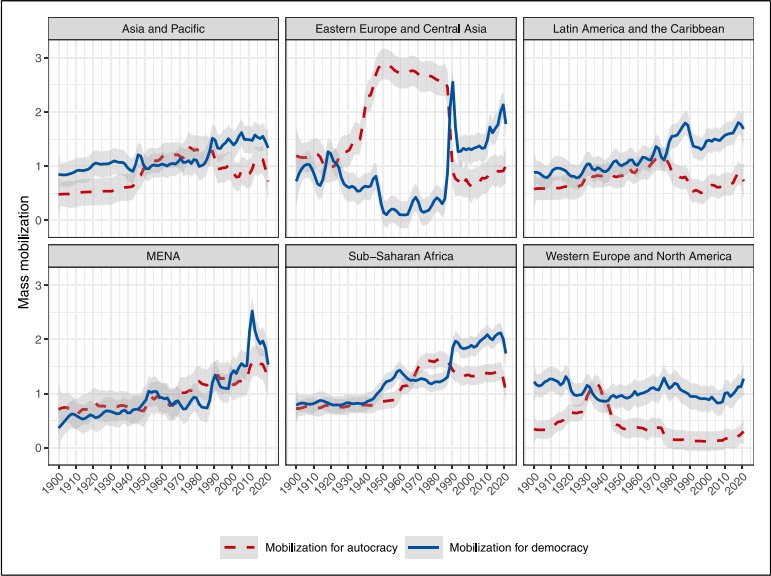 Asia and Pacific
Eastern Europe and Central Asia
Latin America and the Caribbean
3
2
1
0
MENA
Sub−Saharan Africa
Western Europe and North America
Mass mobilization
3
2
1
0
1900 1910 1920 1930 1940 1950 1960 1970 1980 1990 2000 2010 2020
1900 1910 1920 1930 1940 1950 1960 1970 1980 1990 2000 2010 2020
1900 1910 1920 1930 1940 1950 1960 1970 1980 1990 2000 2010 2020
Mobilization for autocracy
Mobilization for democracy